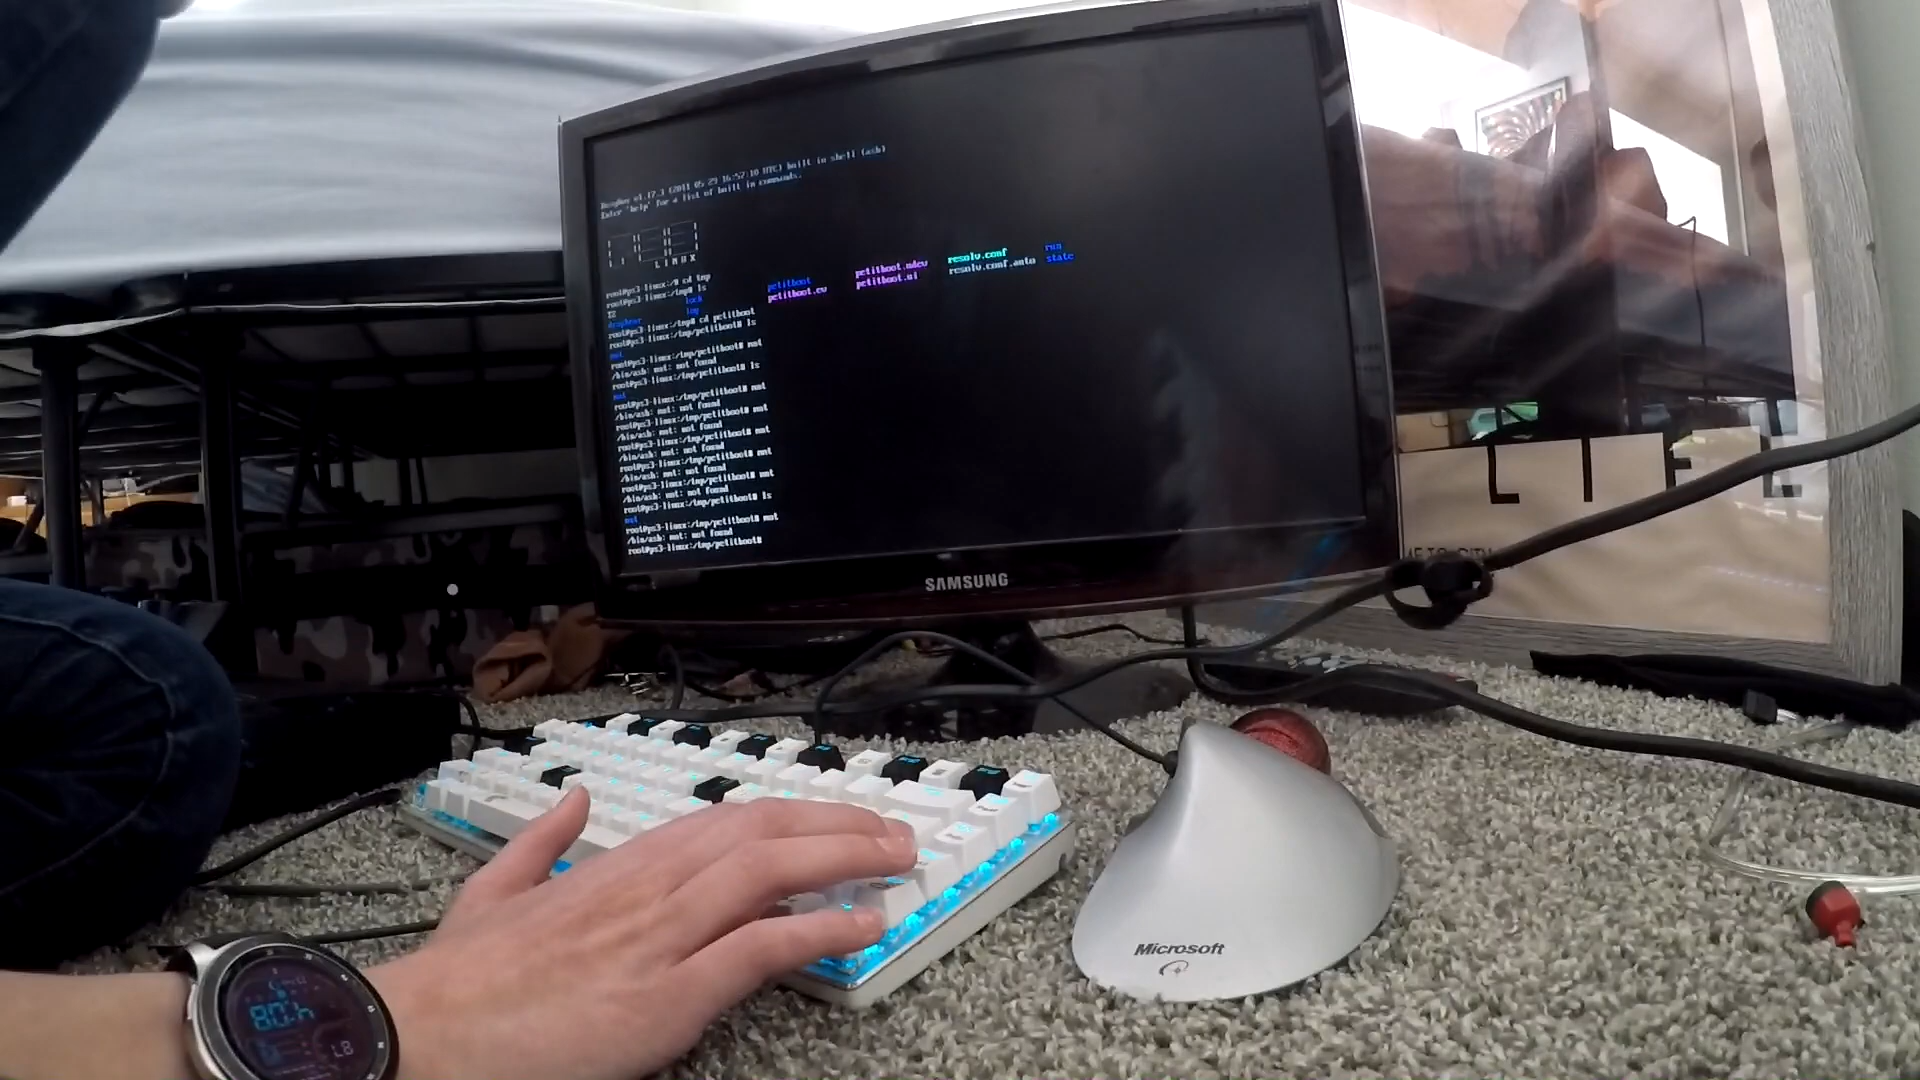 BusyBox v1.17.3 (2011-05-29 16:57:10 UTC) built-in shell (ash)
Enter 'help' for a list of built-in commands.
L I N U X
root@ps3-linux:/# cd tmp
root@ps3-linux:/tmp# ls
lock petitboot petitboot.udev resolv.conf run
log petitboot.ui resolv.conf.auto state
root@ps3-linux:/tmp# cd petitboot
root@ps3-linux:/tmp/petitboot# ls
mnt
root@ps3-linux:/tmp/petitboot# mnt
/bin/ash: mnt: not found
root@ps3-linux:/tmp/petitboot# ls
mnt
root@ps3-linux:/tmp/petitboot# mnt
/bin/ash: mnt: not found
root@ps3-linux:/tmp/petitboot# mnt
/bin/ash: mnt: not found
root@ps3-linux:/tmp/petitboot# mnt
/bin/ash: mnt: not found
root@ps3-linux:/tmp/petitboot# mnt
/bin/ash: mnt: not found
root@ps3-linux:/tmp/petitboot# mnt
/bin/ash: mnt: not found
root@ps3-linux:/tmp/petitboot# ls
mnt
root@ps3-linux:/tmp/petitboot# mnt
/bin/ash: mnt: not found
root@ps3-linux:/tmp/petitboot#
SAMSUNG
LIFE
Microsoft